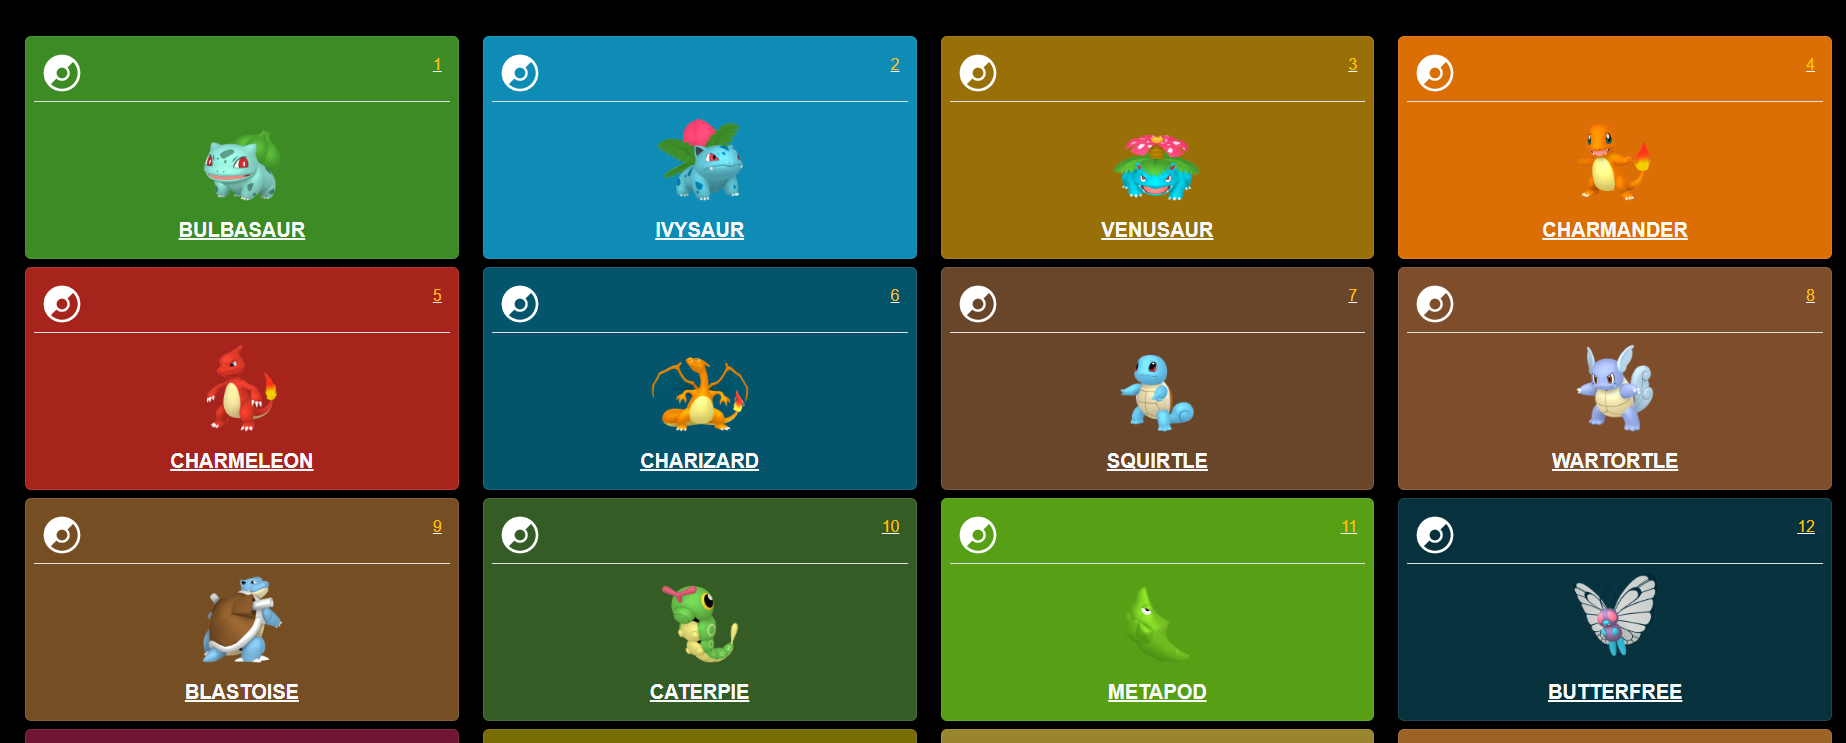 1
2
3
4
BULBASAUR
IVYSAUR
VENUSAUR
CHARMANDER
5
6
7
8
CHARMELEON
CHARIZARD
SQUIRTLE
WARTORTLE
9
10
11
12
BLASTOISE
CATERPIE
METAPOD
BUTTERFREE